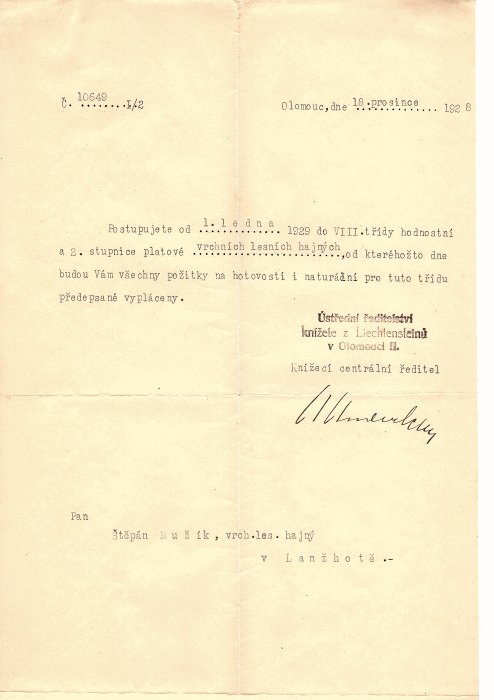 Č. 10649 I/2
Olomouc, dne 18.prosince 1928
Postupujete od 1. ledna 1929 do VIII.třídy hodnostní
a 2. stupnice platové vrchních lesních hajných, od kteréhožto dne
budou Vám všechny požitky na hotovosti i naturální pro tuto třídu
předepsané vypláceny.
Ústřední ředitelství
knížete z Liechtensteinů
v Olomouci II.
Knížecí centrální ředitel
Pan
Štěpán Mužík, vrch.les. hajný
v Lanžhotě.-